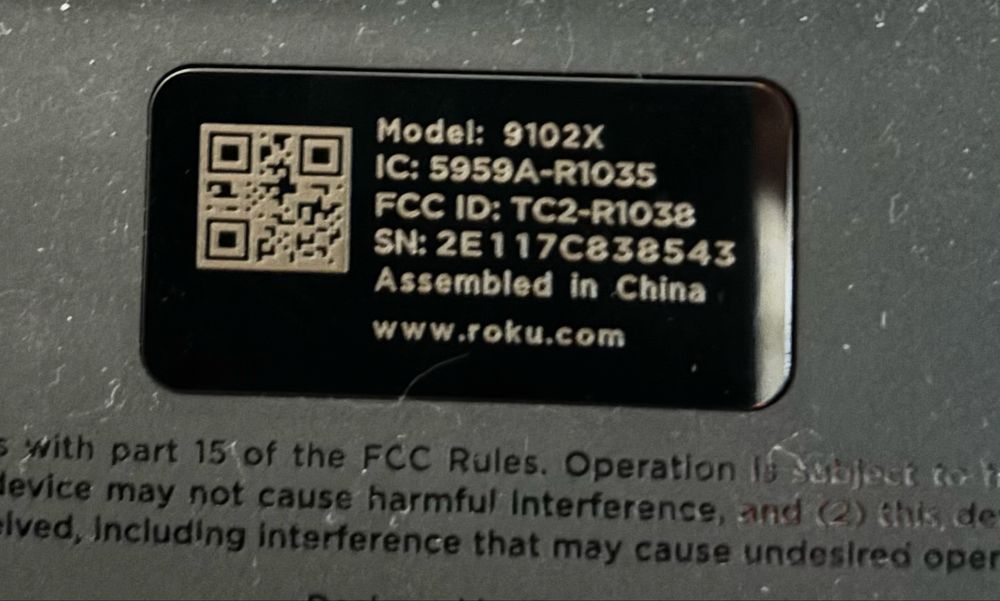 Model: 9102X
IC: 5959A-R1035
FCC ID: TC2-R1038
SN: 2E117C838543
Assembled in China
www.roku.com
with part 15 of the FCC Rules. Operation is subject to
device may not cause harmful interference, and (2) this
including interference that may cause undesired